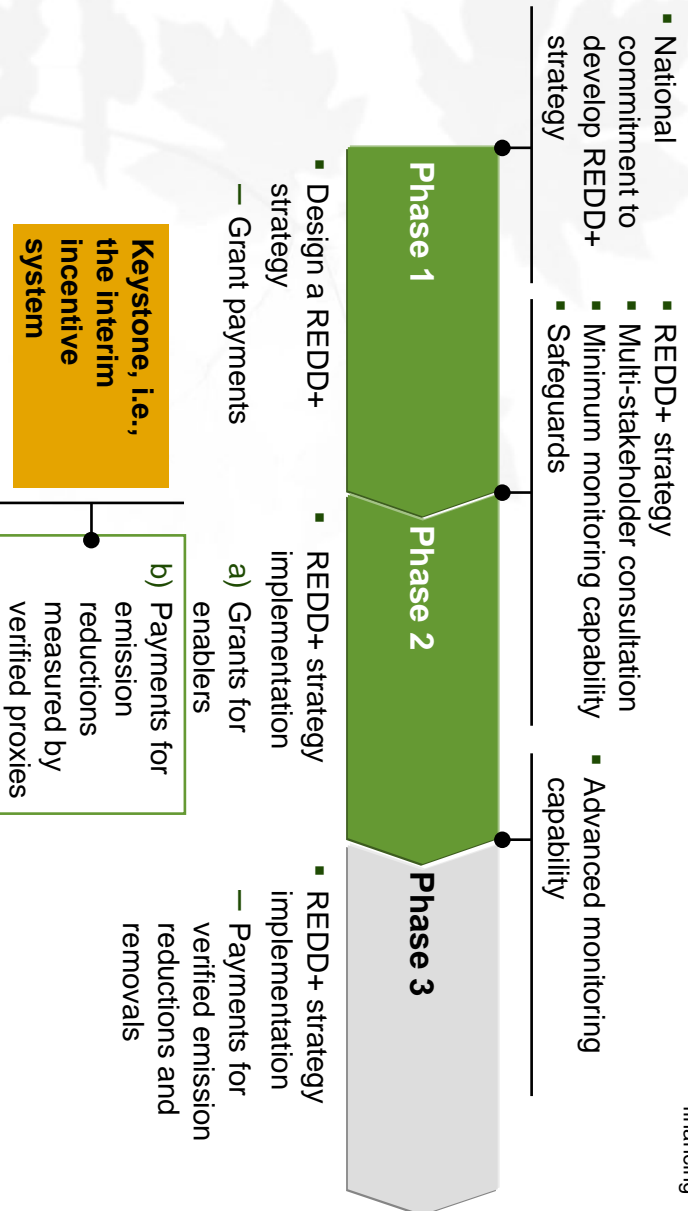 financing
▪ National
commitment to
develop REDD+
strategy
▪ REDD+ strategy
▪ Multi-stakeholder consultation
▪ Minimum monitoring capability
▪ Safeguards
▪ Advanced monitoring
capability
Phase 1
Phase 2
Phase 3
▪ Design a REDD+
strategy
— Grant payments
▪ REDD+ strategy
implementation
a) Grants for
enablers
b) Payments for
emission
reductions
measured by
verified proxies
▪ REDD+ strategy
implementation
— Payments for
verified emission
reductions and
removals
Keystone, i.e.,
the interim
incentive
system